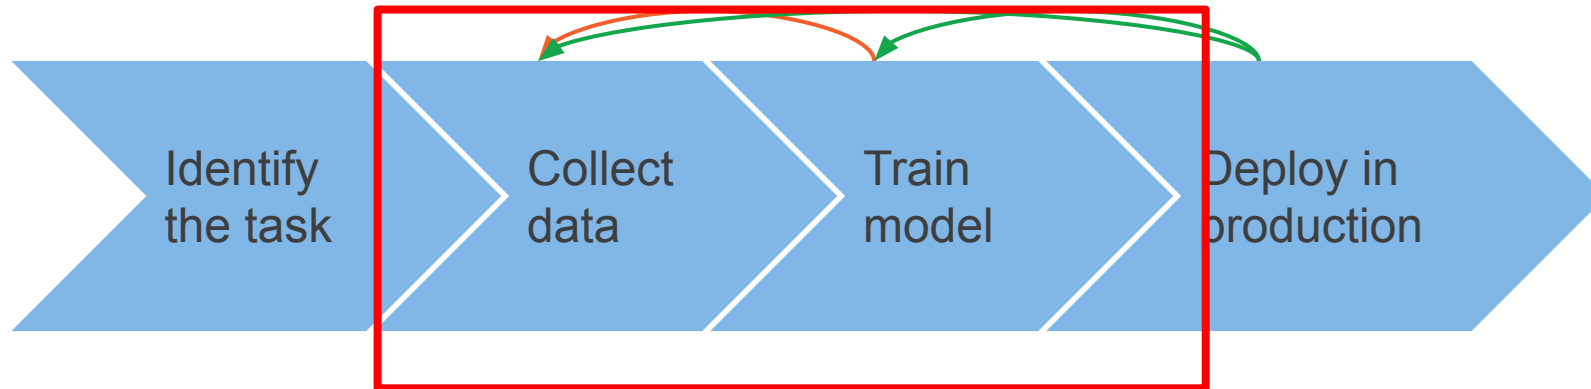 Identify
the task
Collect
data
Train
model
Deploy in
production